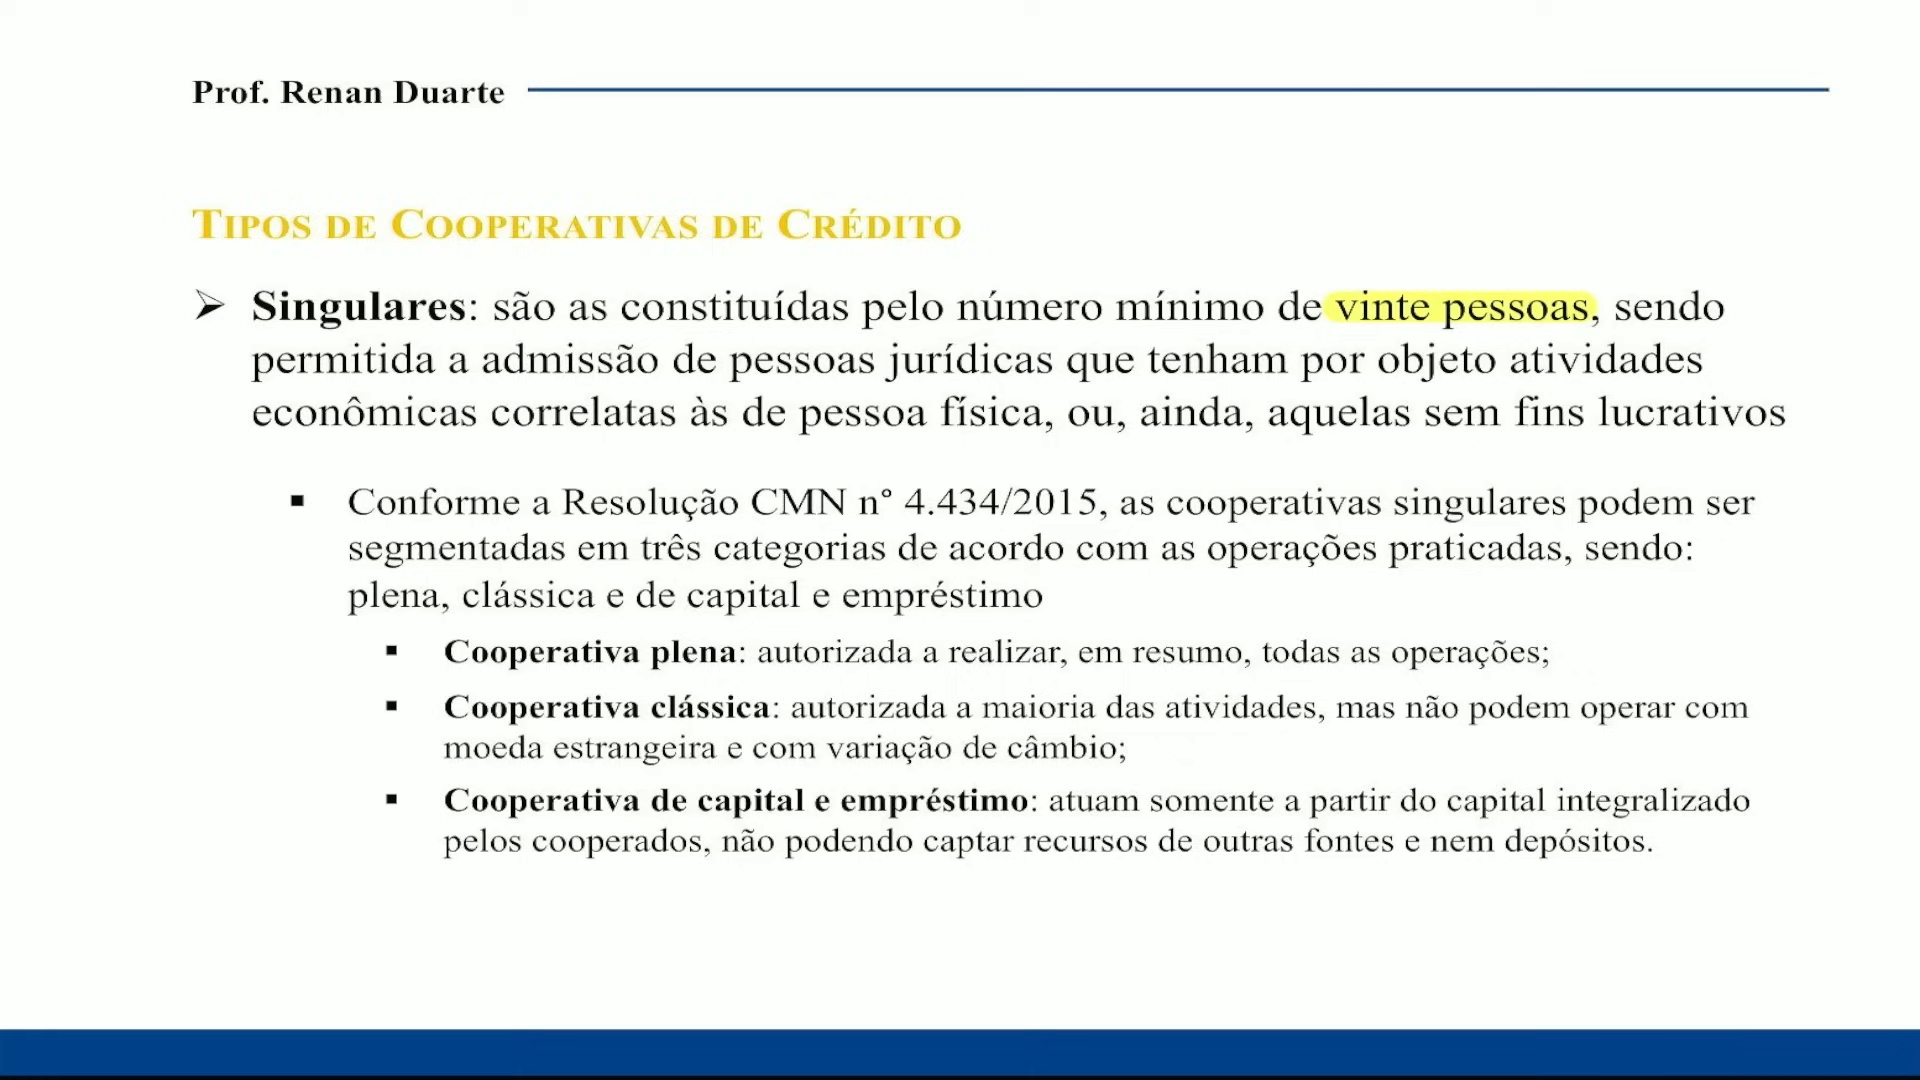 Prof. Renan Duarte
TIPOS DE COOPERATIVAS DE CRÉDITO
➢ Singulares: são as constituídas pelo número mínimo de vinte pessoas, sendo
permitida a admissão de pessoas jurídicas que tenham por objeto atividades
econômicas correlatas às de pessoa física, ou, ainda, aquelas sem fins lucrativos
▪ Conforme a Resolução CMN n° 4.434/2015, as cooperativas singulares podem ser
segmentadas em três categorias de acordo com as operações praticadas, sendo:
plena, clássica e de capital e empréstimo
▪ Cooperativa plena: autorizada a realizar, em resumo, todas as operações;
▪ Cooperativa clássica: autorizada a maioria das atividades, mas não podem operar com
moeda estrangeira e com variação de câmbio;
▪ Cooperativa de capital e empréstimo: atuam somente a partir do capital integralizado
pelos cooperados, não podendo captar recursos de outras fontes e nem depósitos.